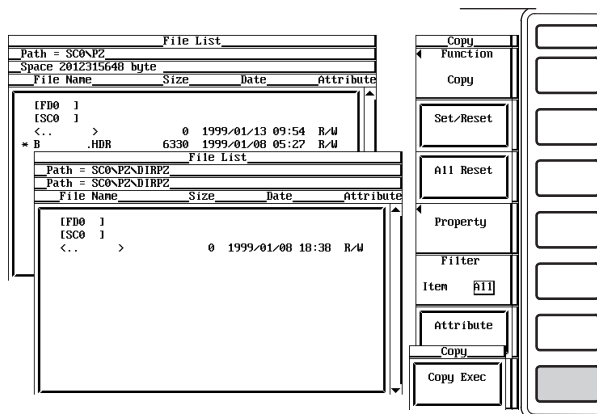 File List
Path = SC0\PZ
Space 2012315648 byte
File Name Size Date Attribute
[FD0 ]
[SC0 ]
<.. > 0 1999/01/13 09:54 R/W
* B .HDR 6330 1999/01/08 05:27 R/W
File List
Path = SC0\PZ\DIRPZ
Path = SC0\PZ\DIRPZ
File Name Size Date Attribute
[FD0 ]
[SC0 ]
<.. > 0 1999/01/08 18:38 R/W
Copy
Function
Copy
Set/Reset
All Reset
Property
Filter
Item All
Attribute
Copy
Copy Exec